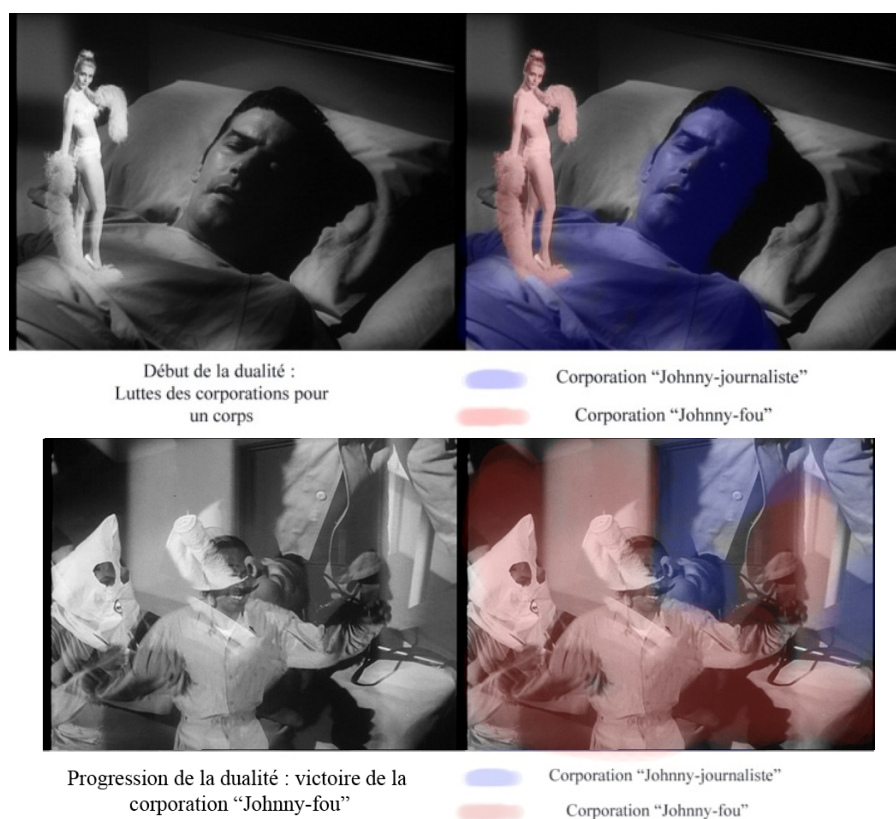 Début de la dualité :
Luttes des corporations pour
un corps
Corporation “Johnny-journaliste”
Corporation “Johnny-fou”
Progression de la dualité : victoire de la
corporation “Johnny-fou”
Corporation “Johnny-journaliste”
Corporation “Johnny-fou”